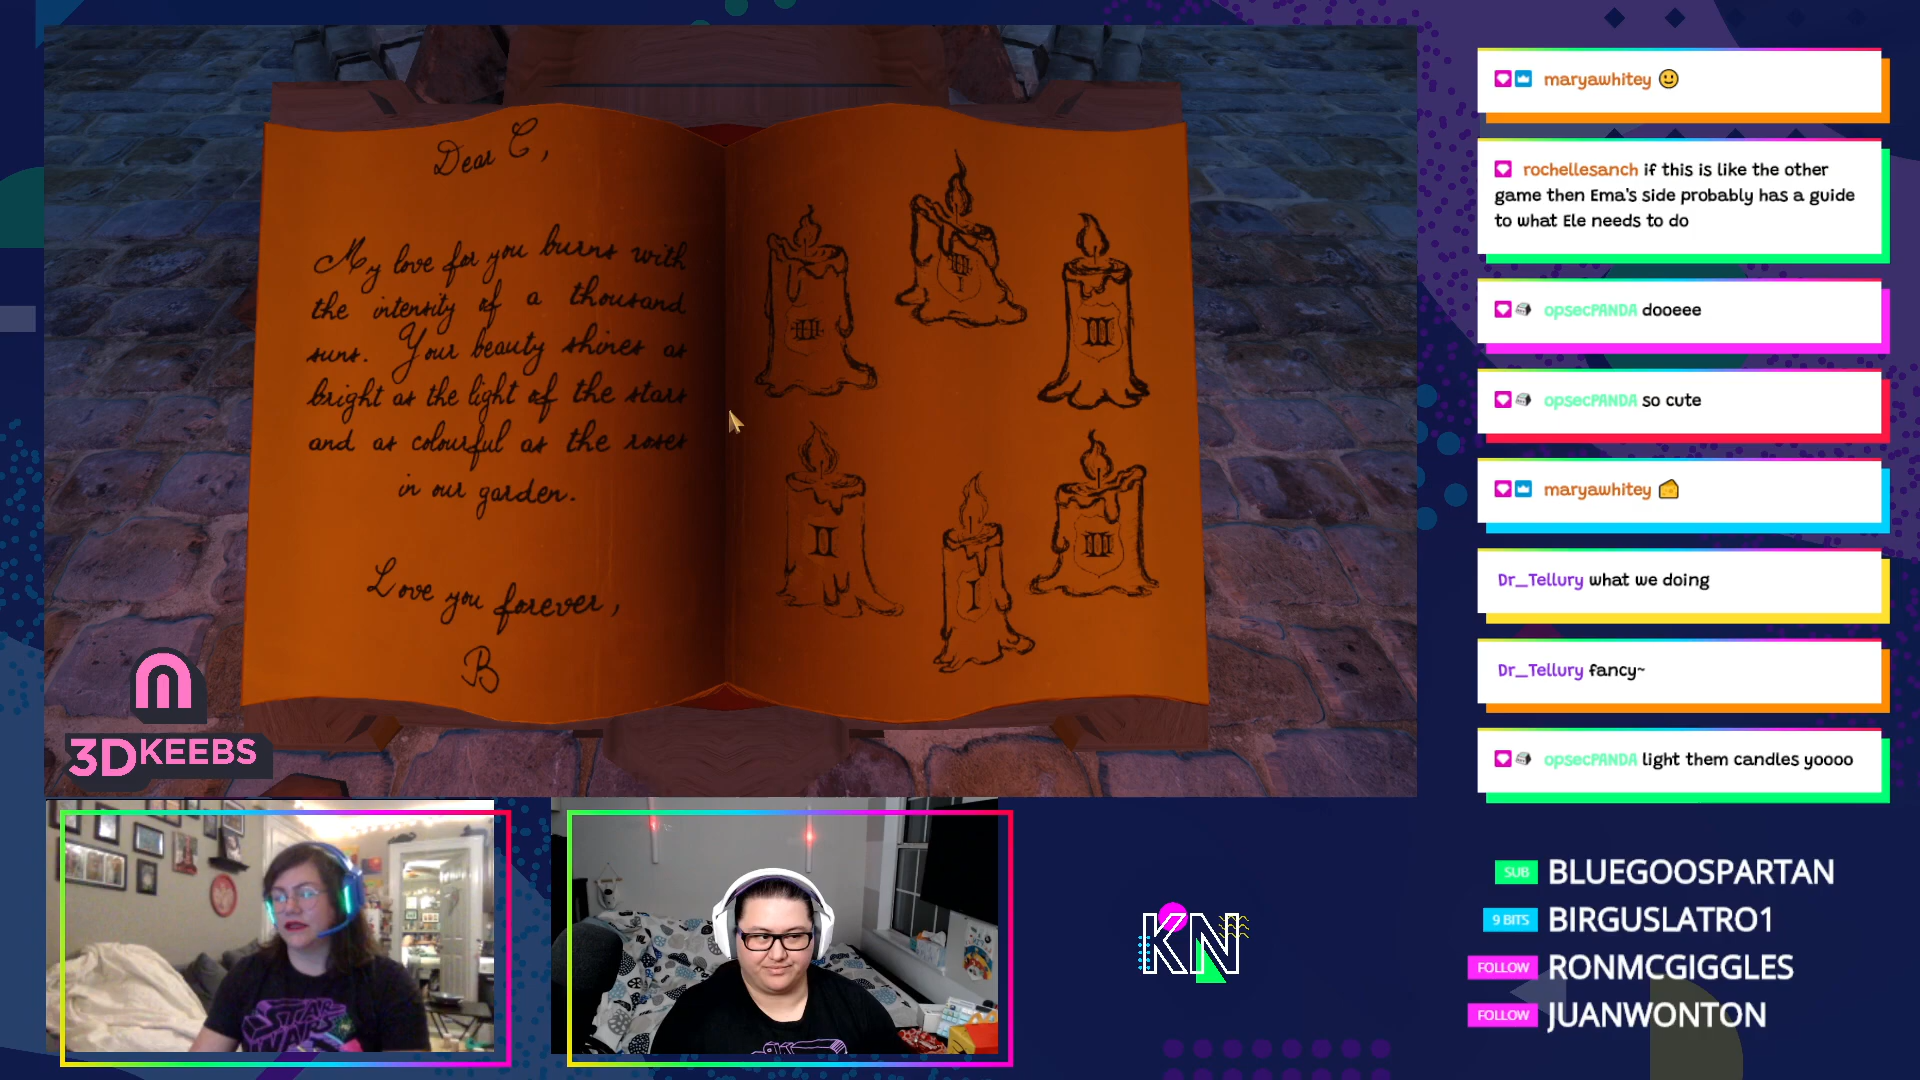 Dear C,
My love for you burns with
the intensity of a thousand
suns. Your beauty shines as
bright as the light of the stars
and as colourful as the roses
in our garden.
Love you forever,
B
III
III
II
I
III
3DKEEBS
maryawhitey
rochellesanch if this is like the other
game then Ema's side probably has a guide
to what Ele needs to do
opsecPANDA dooeee
opsecPANDA so cute
maryawhitey
Dr_Tellury what we doing
Dr_Tellury fancy~
opsecPANDA light them candles yoooo
KN
SUB BLUEGOOSPARTAN
9 BITS BIRGUSLATRO1
FOLLOW RONMCGIGGLES
FOLLOW JUANWONTON